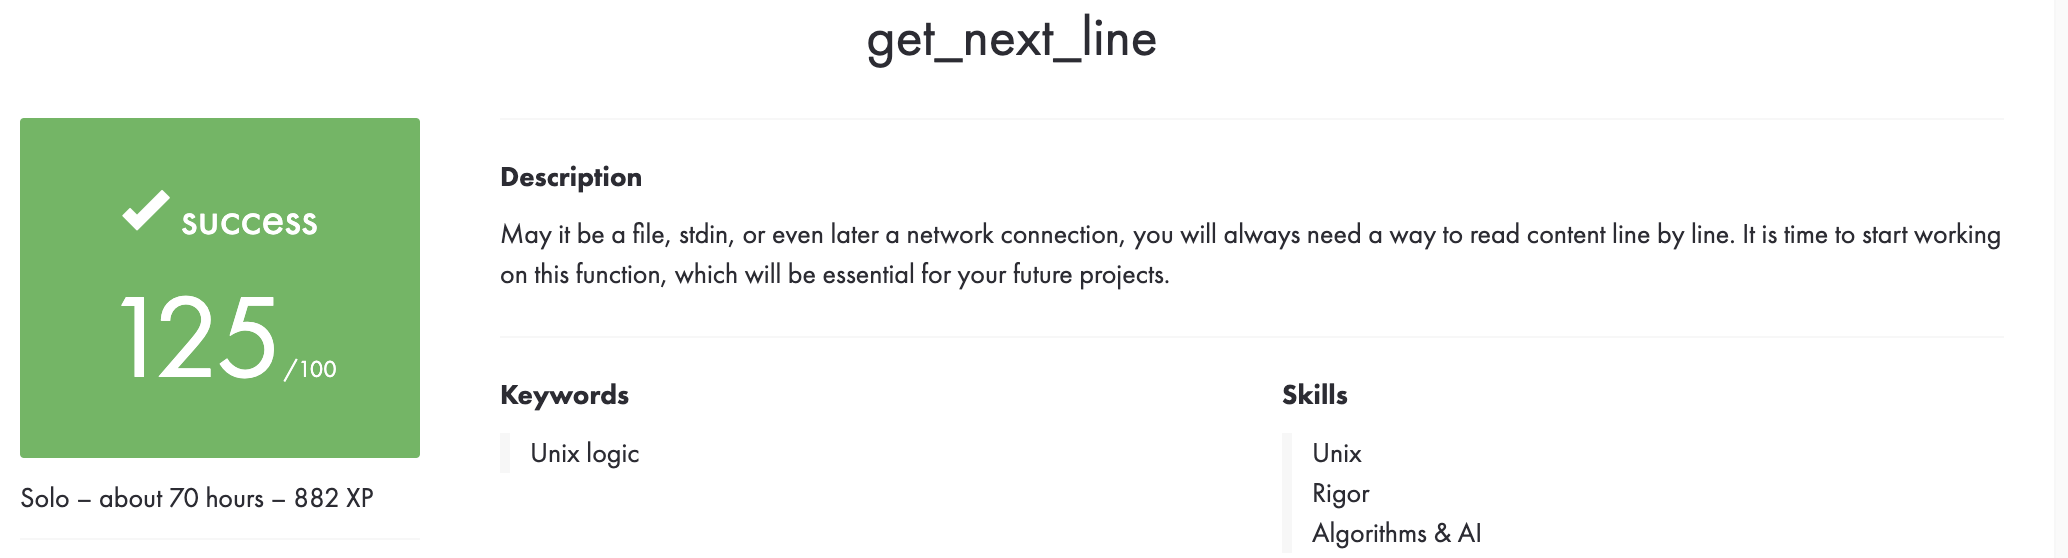 get_next_line
✔ success
125/100
Solo – about 70 hours – 882 XP
Description
May it be a file, stdin, or even later a network connection, you will always need a way to read content line by line. It is time to start working
on this function, which will be essential for your future projects.
Keywords
Unix logic
Skills
Unix
Rigor
Algorithms & AI